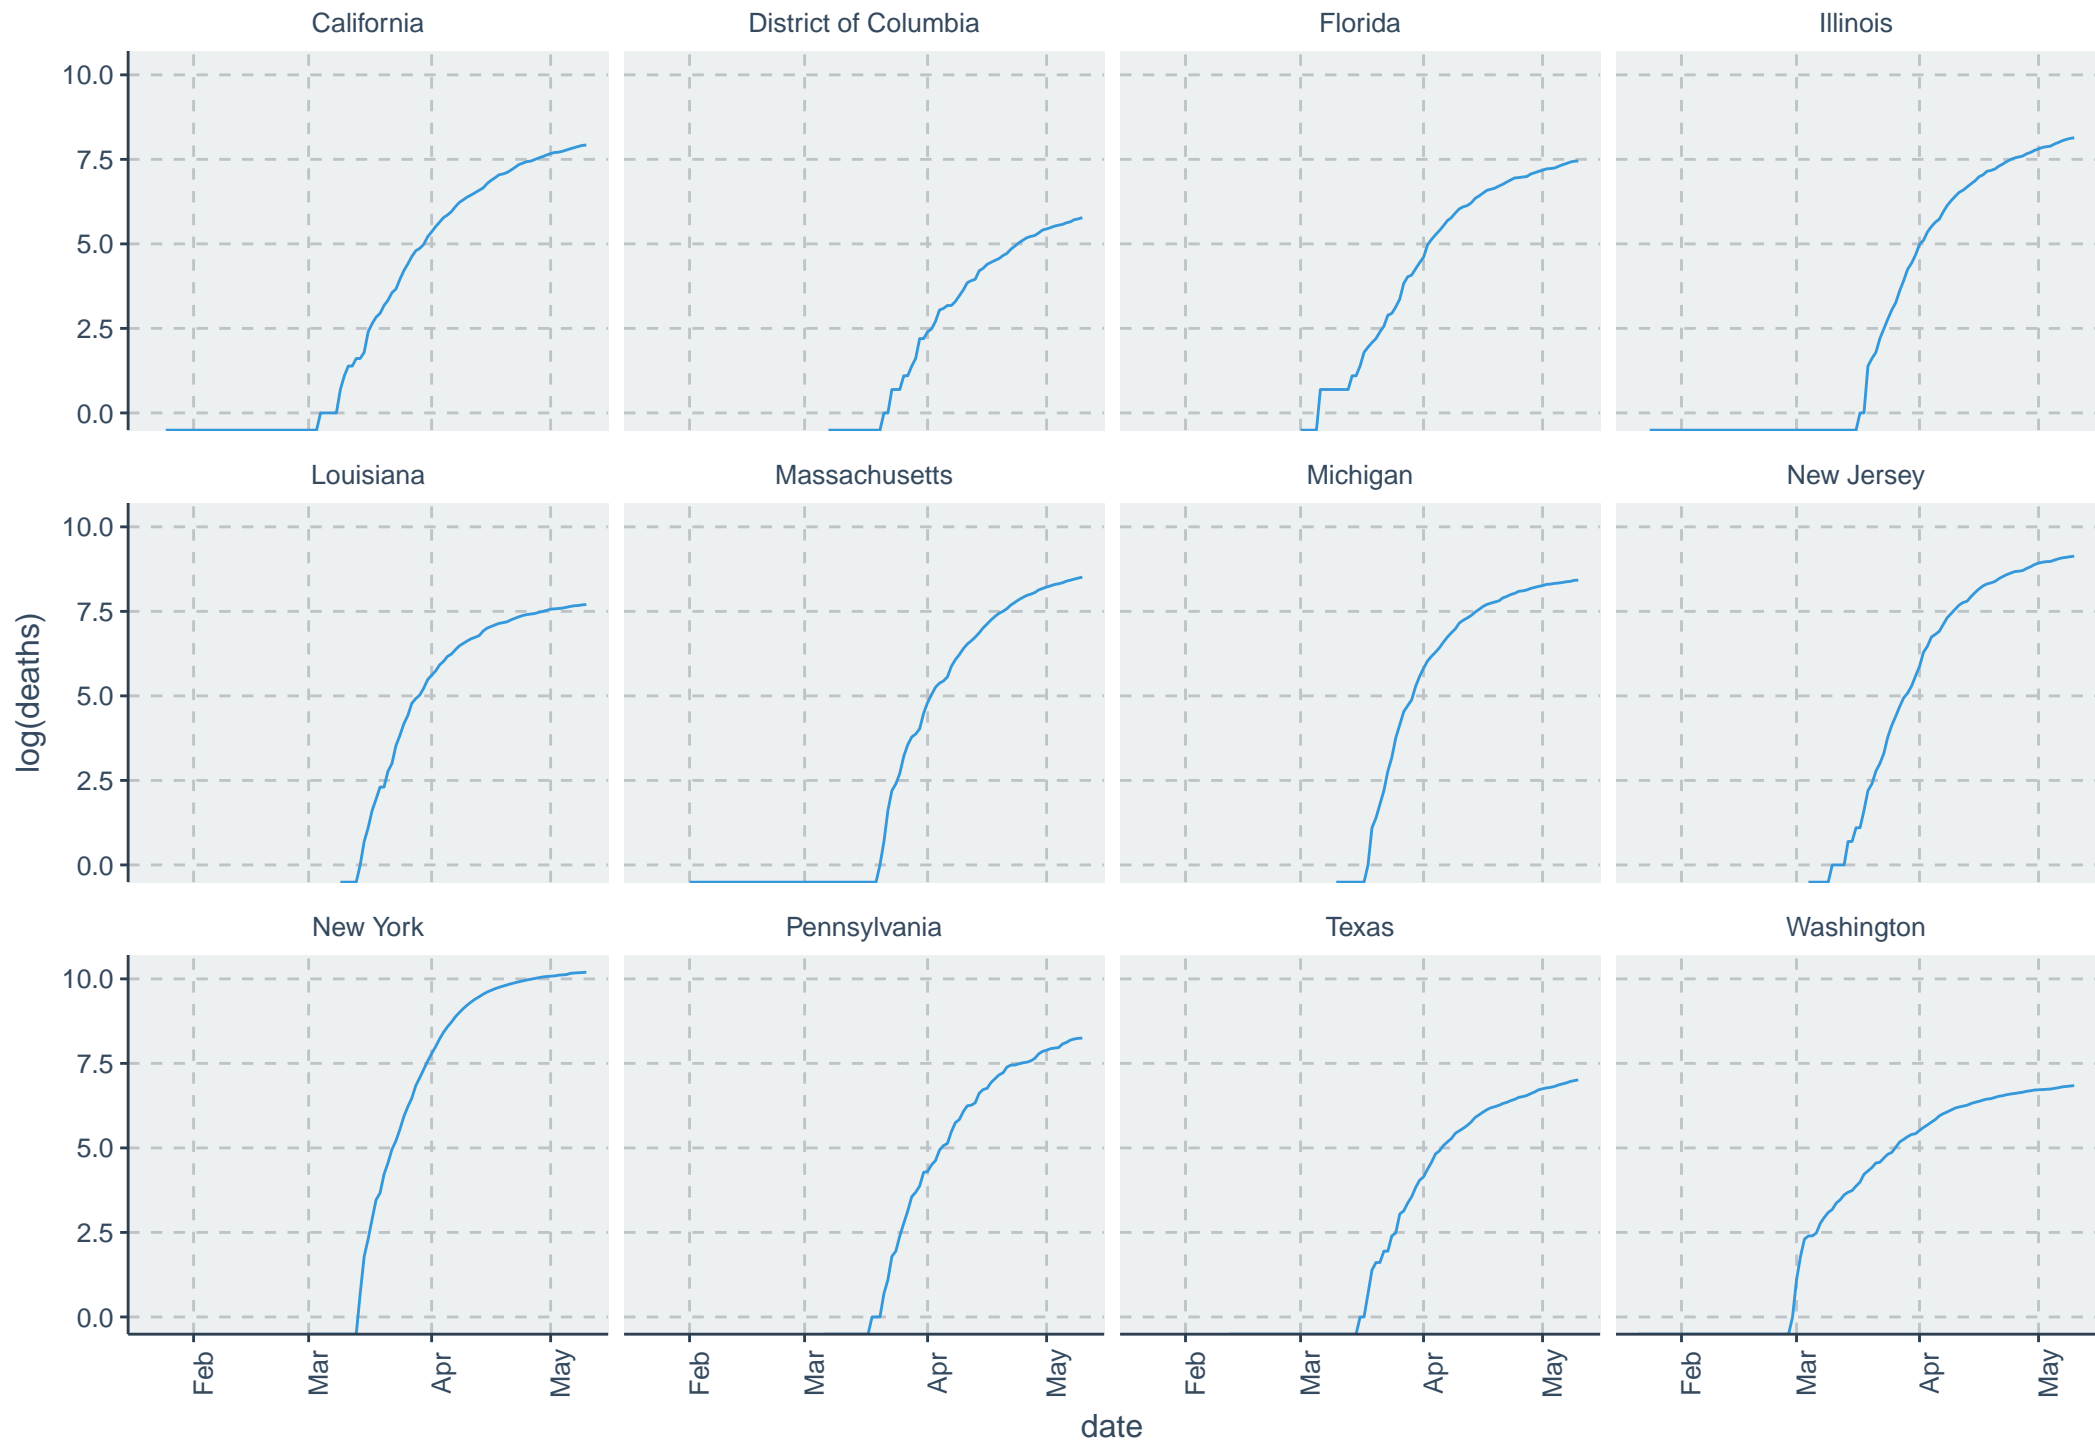 California
District of Columbia
Florida
Illinois
10.0
7.5
5.0
2.5
0.0
Louisiana
Massachusetts
Michigan
New Jersey
10.0
7.5
5.0
2.5
0.0
log(deaths)
New York
Pennsylvania
Texas
Washington
10.0
7.5
5.0
2.5
0.0
Feb
Mar
Apr
May
Feb
Mar
Apr
May
Feb
Mar
Apr
May
Feb
Mar
Apr
May
date